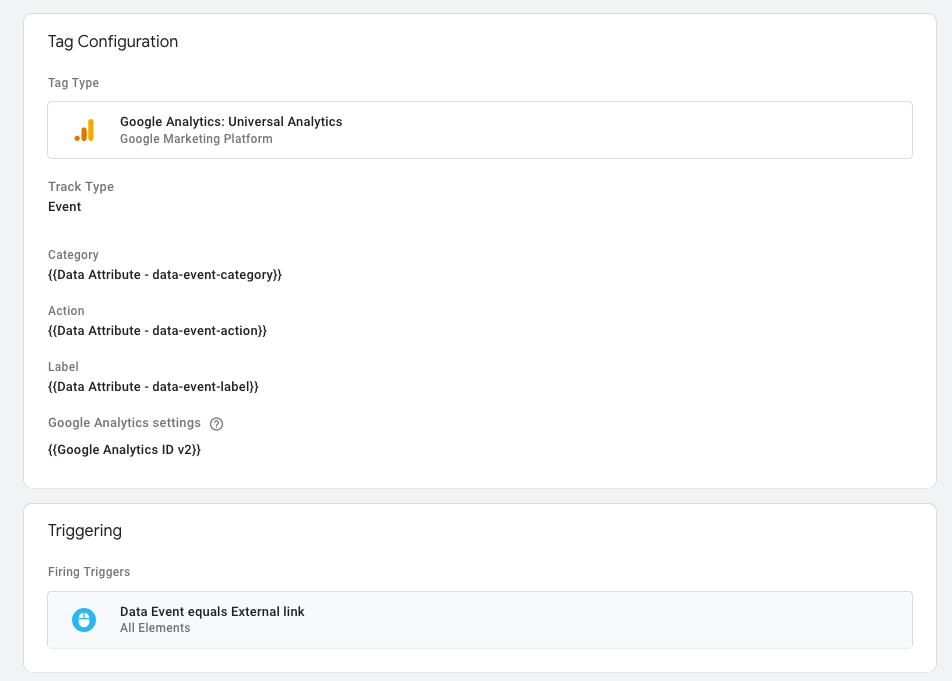 Tag Configuration
Tag Type
Google Analytics: Universal Analytics
Google Marketing Platform
Track Type
Event
Category
{{Data Attribute - data-event-category}}
Action
{{Data Attribute - data-event-action}}
Label
{{Data Attribute - data-event-label}}
Google Analytics settings ?
{{Google Analytics ID v2}}
Triggering
Firing Triggers
Data Event equals External link
All Elements